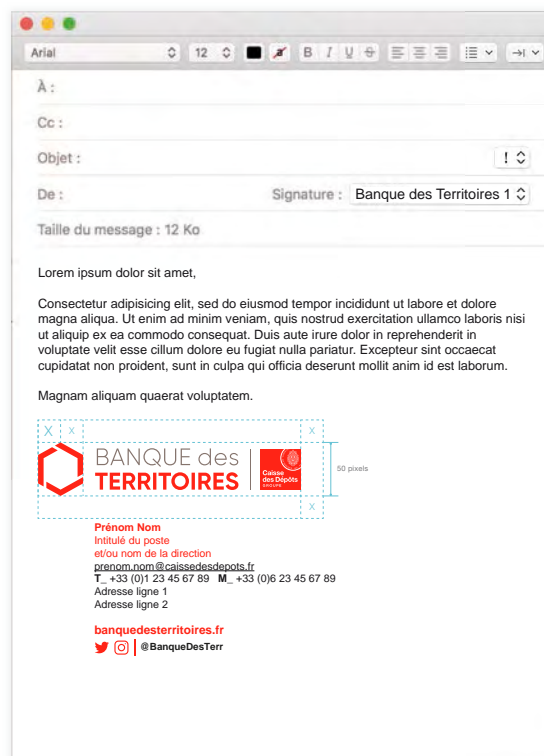 Arial 12 B I U S
À :
Cc :
Objet : !
De : Signature : Banque des Territoires 1
Taille du message : 12 Ko
Lorem ipsum dolor sit amet,
Consectetur adipisicing elit, sed do eiusmod tempor incididunt ut labore et dolore
magna aliqua. Ut enim ad minim veniam, quis nostrud exercitation ullamco laboris nisi
ut aliquip ex ea commodo consequat. Duis aute irure dolor in reprehenderit in
voluptate velit esse cillum dolore eu fugiat nulla pariatur. Excepteur sint occaecat
cupidatat non proident, sunt in culpa qui officia deserunt mollit anim id est laborum.
Magnam aliquam quaerat voluptatem.
X x x
BANQUE des
TERRITOIRES
Caisse
des Dépôts
GROUPE
50 pixels
x
Prénom Nom
Intitulé du poste
et/ou nom de la direction
prenom.nom@caissedesdepots.fr
T_ +33 (0)1 23 45 67 89 M_ +33 (0)6 23 45 67 89
Adresse ligne 1
Adresse ligne 2
banquedesterritoires.fr
@BanqueDesTerr